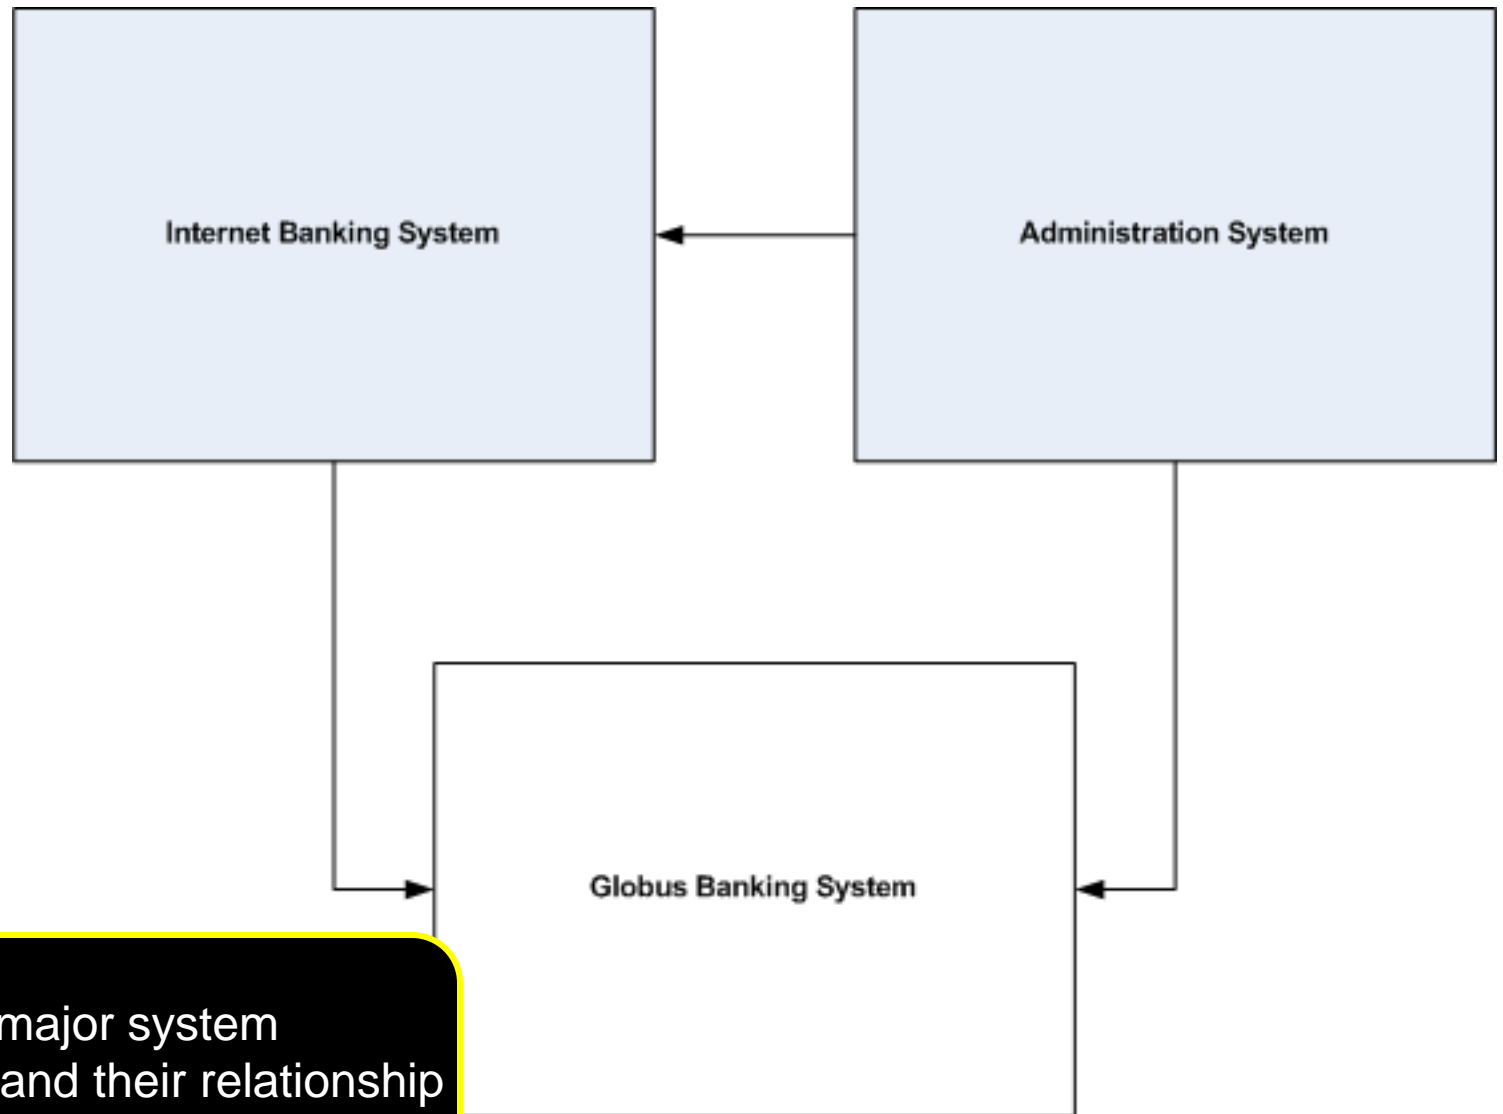 Internet Banking System
Administration System
Globus Banking System
major system
and their relationship